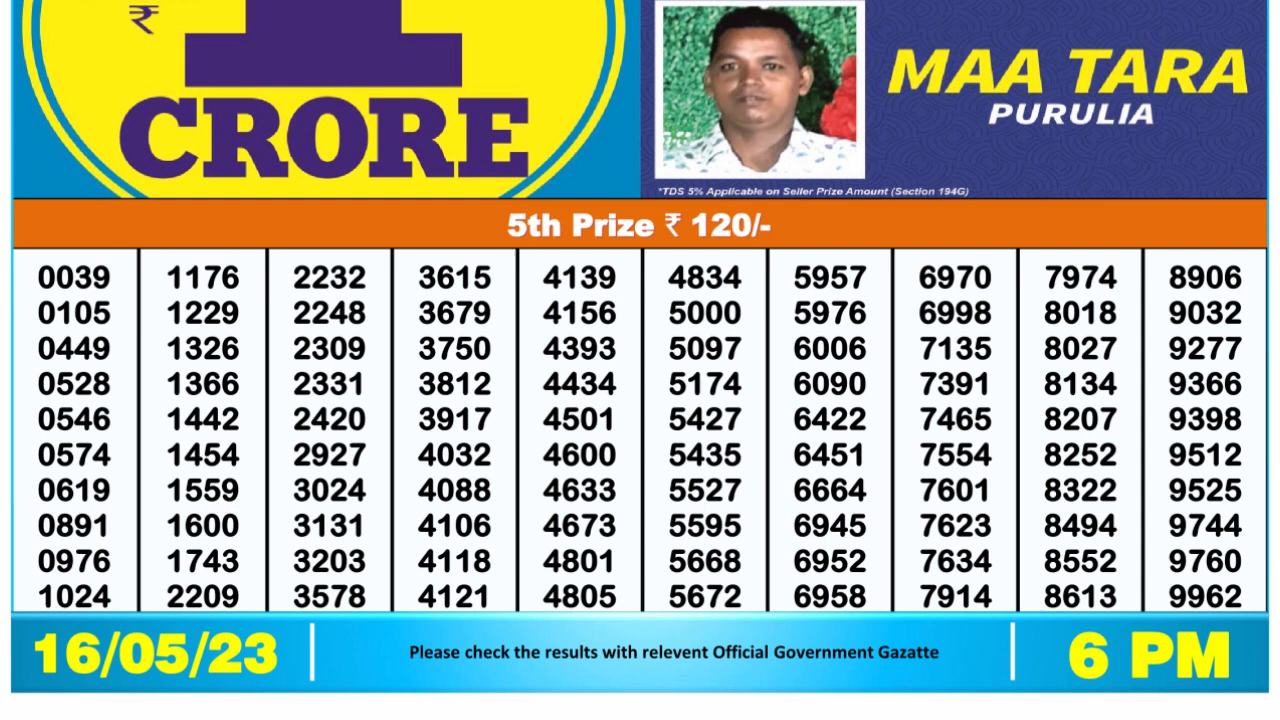 ₹
1
CRORE
MAA TARA
PURULIA
*TDS 5% Applicable on Seller Prize Amount (Section 194G)
5th Prize ₹ 120/-
0039 1176 2232 3615 4139 4834 5957 6970 7974 8906
0105 1229 2248 3679 4156 5000 5976 6998 8018 9032
0449 1326 2309 3750 4393 5097 6006 7135 8027 9277
0528 1366 2331 3812 4434 5174 6090 7391 8134 9366
0546 1442 2420 3917 4501 5427 6422 7465 8207 9398
0574 1454 2927 4032 4600 5435 6451 7554 8252 9512
0619 1559 3024 4088 4633 5527 6664 7601 8322 9525
0891 1600 3131 4106 4673 5595 6945 7623 8494 9744
0976 1743 3203 4118 4801 5668 6952 7634 8552 9760
1024 2209 3578 4121 4805 5672 6958 7914 8613 9962
16/05/23
Please check the results with relevent Official Government Gazatte
6 PM